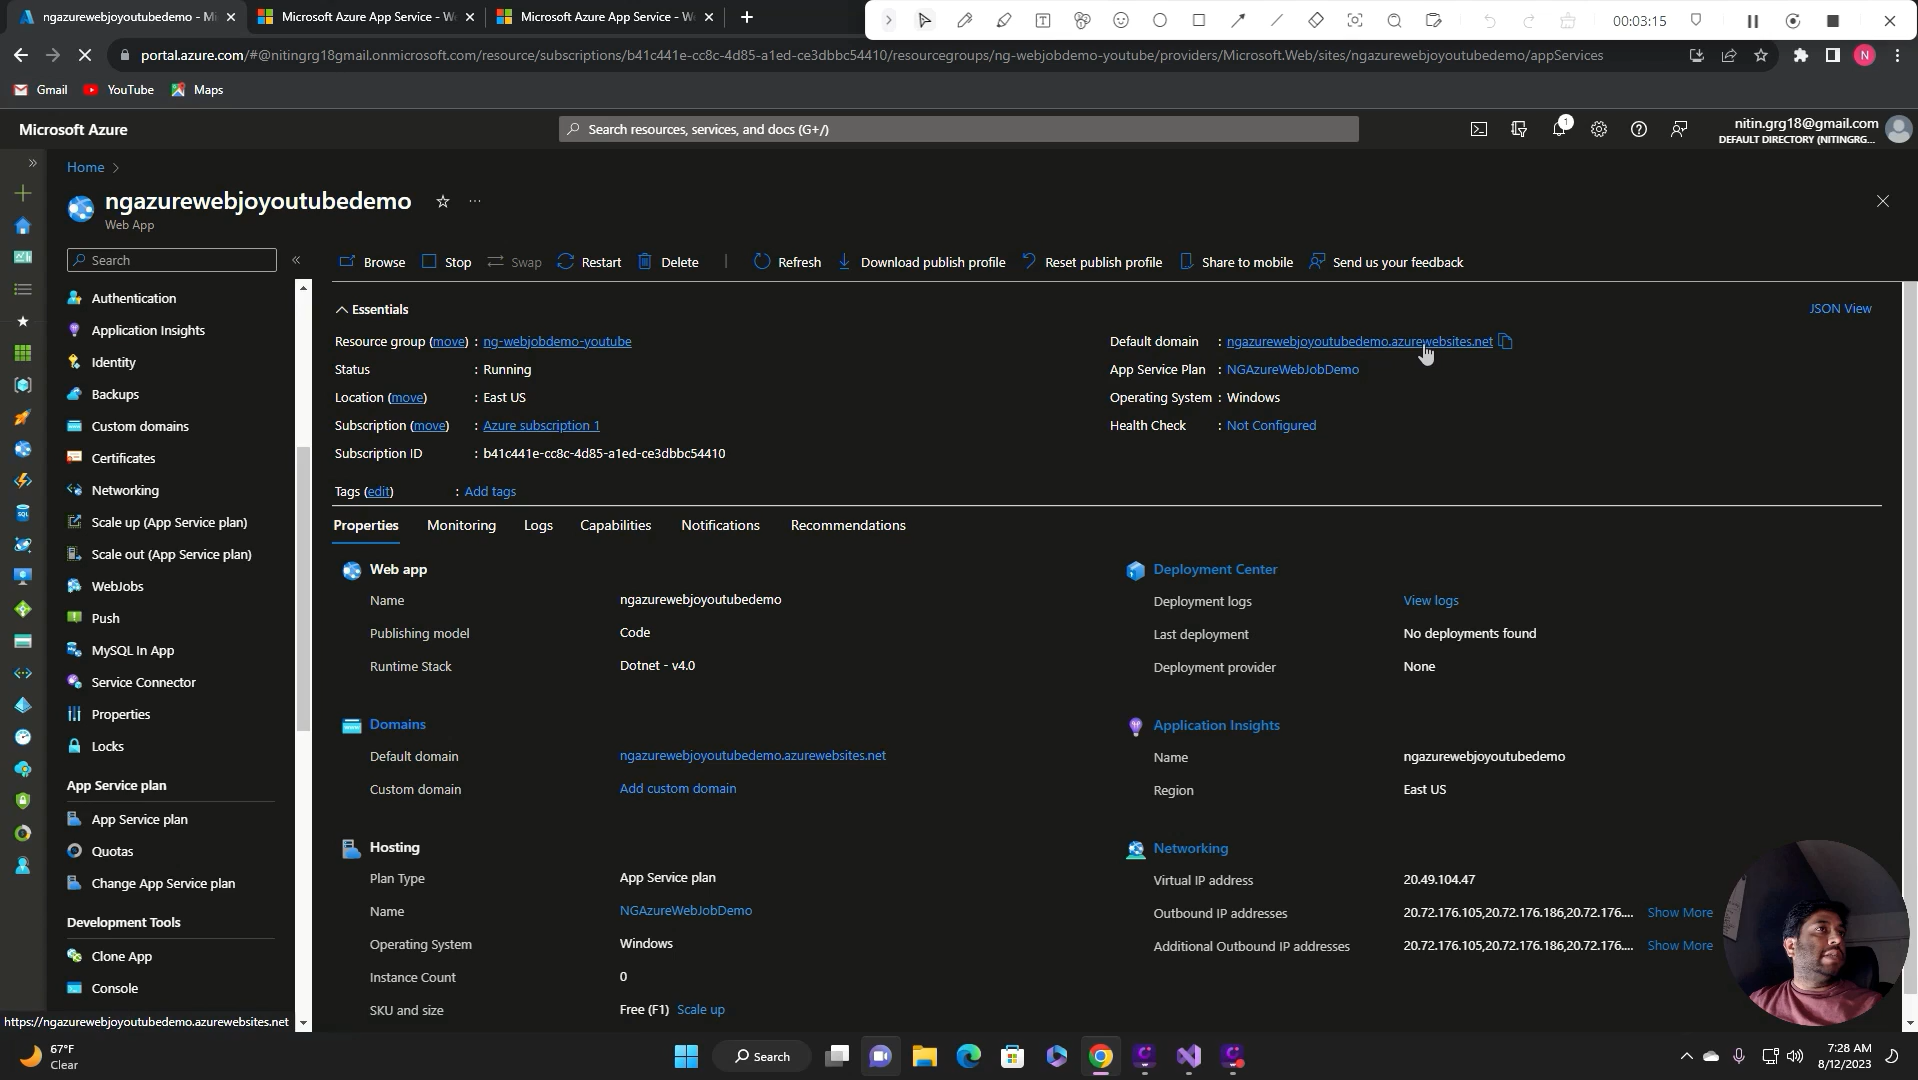 ngazurewebjoyoutubedemo - Mi
Microsoft Azure App Service - We
Microsoft Azure App Service - We
00:03:15
portal.azure.com/#@nitingrg18gmail.onmicrosoft.com/resource/subscriptions/b41c441e-cc8c-4d85-a1ed-ce3dbbc54410/resourcegroups/ng-webjobdemo-youtube/providers/Microsoft.Web/sites/ngazurewebjoyoutubedemo/appServices
N
Gmail
YouTube
Maps
Microsoft Azure
Search resources, services, and docs (G+/)
1
nitin.grg18@gmail.com
DEFAULT DIRECTORY (NITINGRG...
Home
ngazurewebjoyoutubedemo
Web App
Search
Browse
Stop
Swap
Restart
Delete
Refresh
Download publish profile
Reset publish profile
Share to mobile
Send us your feedback
Authentication
Application Insights
Identity
Backups
Custom domains
Certificates
Networking
Scale up (App Service plan)
Scale out (App Service plan)
WebJobs
Push
MySQL In App
Service Connector
Properties
Locks
App Service plan
App Service plan
Quotas
Change App Service plan
Development Tools
Clone App
Console
Essentials
JSON View
Resource group (move) : ng-webjobdemo-youtube
Status : Running
Location (move) : East US
Subscription (move) : Azure subscription 1
Subscription ID : b41c441e-cc8c-4d85-a1ed-ce3dbbc54410
Tags (edit) : Add tags
Default domain : ngazurewebjoyoutubedemo.azurewebsites.net
App Service Plan : NGAzureWebJobDemo
Operating System : Windows
Health Check : Not Configured
Properties
Monitoring
Logs
Capabilities
Notifications
Recommendations
Web app
Name ngazurewebjoyoutubedemo
Publishing model Code
Runtime Stack Dotnet - v4.0
Domains
Default domain ngazurewebjoyoutubedemo.azurewebsites.net
Custom domain Add custom domain
Hosting
Plan Type App Service plan
Name NGAzureWebJobDemo
Operating System Windows
Instance Count 0
SKU and size Free (F1) Scale up
Deployment Center
Deployment logs View logs
Last deployment No deployments found
Deployment provider None
Application Insights
Name ngazurewebjoyoutubedemo
Region East US
Networking
Virtual IP address 20.49.104.47
Outbound IP addresses 20.72.176.105,20.72.176.186,20.72.176.... Show More
Additional Outbound IP addresses 20.72.176.105,20.72.176.186,20.72.176.... Show More
https://ngazurewebjoyoutubedemo.azurewebsites.net
67°F
Clear
Search
7:28 AM
8/12/2023